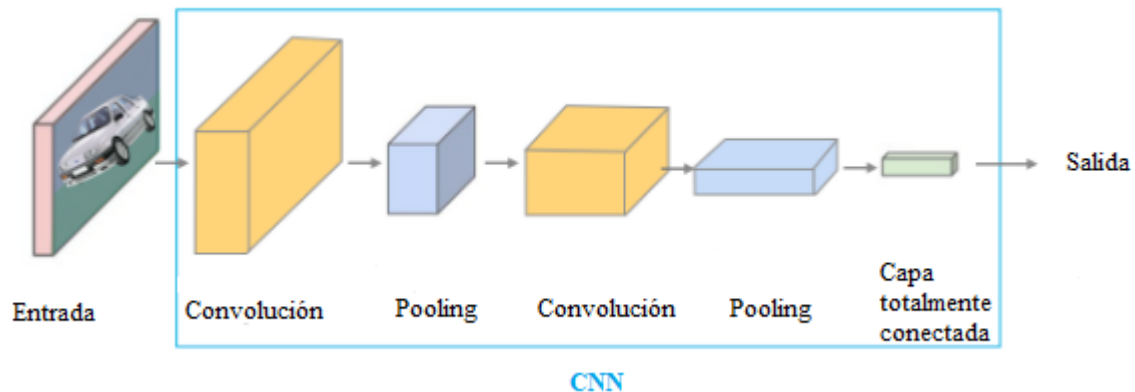 Entrada
Convolución
Pooling
Convolución
Pooling
Capa
totalmente
conectada
Salida
CNN